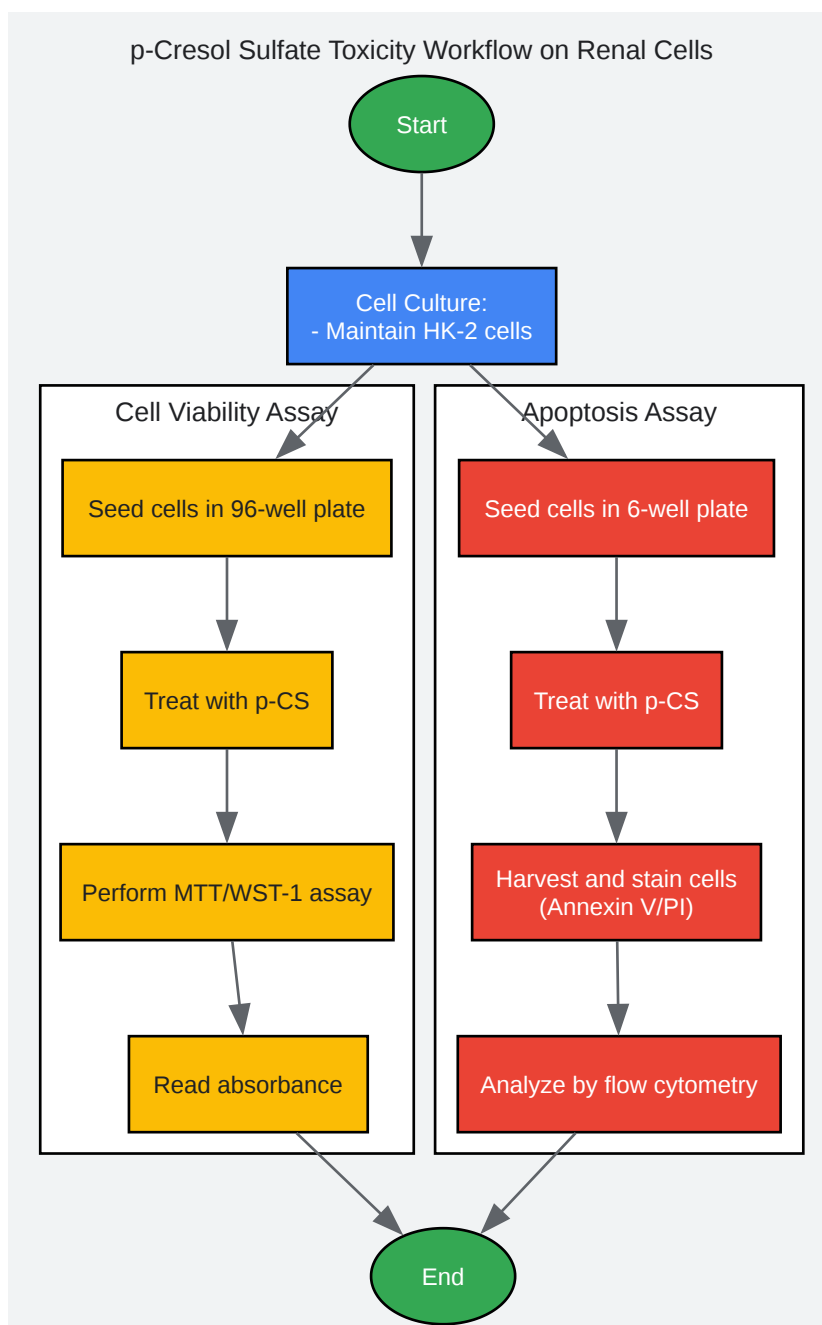 p-Cresol Sulfate Toxicity Workflow on Renal Cells
Start
Cell Culture:
- Maintain HK-2 cells
Cell Viability Assay
Seed cells in 96-well plate
Treat with p-CS
Perform MTT/WST-1 assay
Read absorbance
Apoptosis Assay
Seed cells in 6-well plate
Treat with p-CS
Harvest and stain cells
(Annexin V/PI)
Analyze by flow cytometry
End